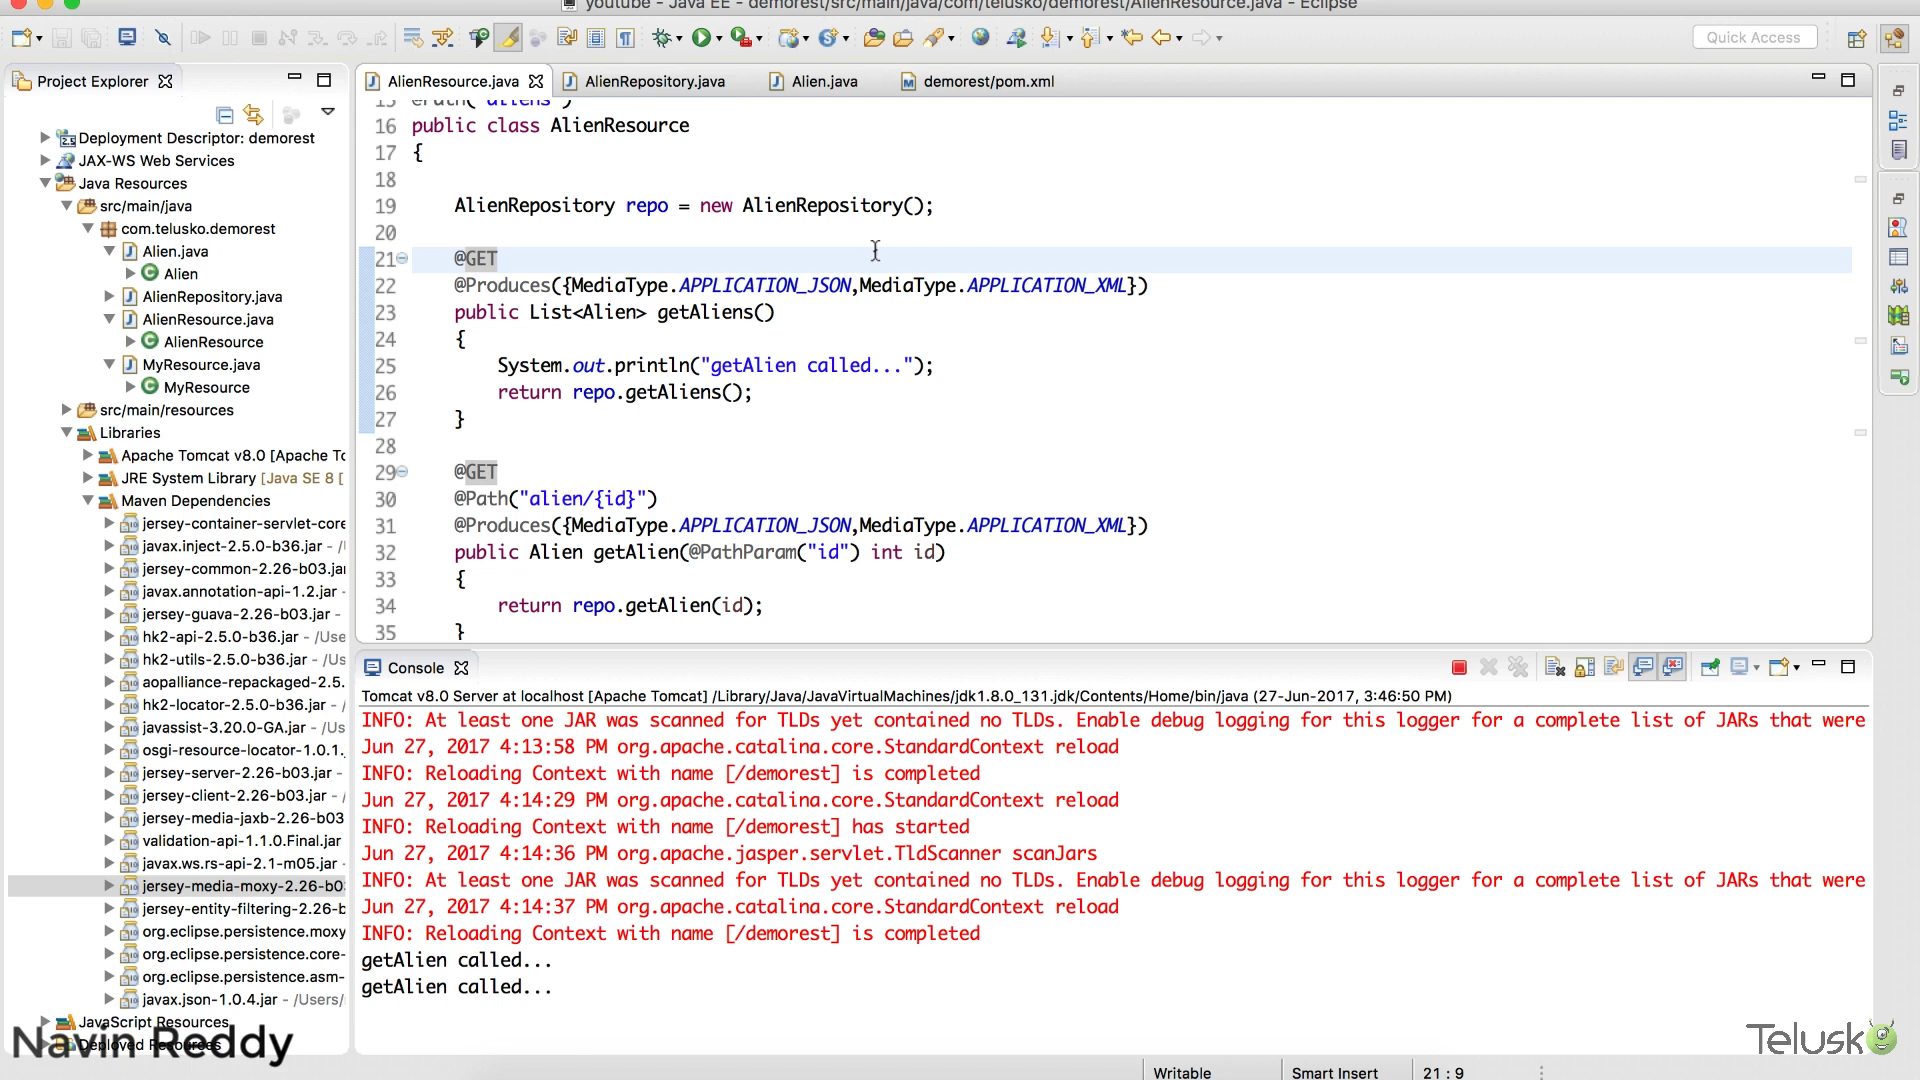 youtube - Java EE - demorest/src/main/java/com/telusko/demorest/AlienResource.java - Eclipse
Quick Access
Project Explorer
Deployment Descriptor: demorest
JAX-WS Web Services
Java Resources
src/main/java
com.telusko.demorest
Alien.java
Alien
AlienRepository.java
AlienResource.java
AlienResource
MyResource.java
MyResource
src/main/resources
Libraries
Apache Tomcat v8.0 [Apache To
JRE System Library [Java SE 8 [
Maven Dependencies
jersey-container-servlet-core
javax.inject-2.5.0-b36.jar - /U
jersey-common-2.26-b03.jar
javax.annotation-api-1.2.jar -
jersey-guava-2.26-b03.jar -
hk2-api-2.5.0-b36.jar - /Use
hk2-utils-2.5.0-b36.jar - /Us
aopalliance-repackaged-2.5.
hk2-locator-2.5.0-b36.jar - /
javassist-3.20.0-GA.jar - /Us
osgi-resource-locator-1.0.1.
jersey-server-2.26-b03.jar -
jersey-client-2.26-b03.jar - /
jersey-media-jaxb-2.26-b03
validation-api-1.1.0.Final.jar
javax.ws.rs-api-2.1-m05.jar -
jersey-media-moxy-2.26-b0
jersey-entity-filtering-2.26-b
org.eclipse.persistence.moxy
org.eclipse.persistence.core-
org.eclipse.persistence.asm-
javax.json-1.0.4.jar - /Users/
JavaScript Resources
Deployed Resources
Navin Reddy
AlienResource.java
AlienRepository.java
Alien.java
demorest/pom.xml
15 @Path("aliens")
16 public class AlienResource
17 {
18
19 AlienRepository repo = new AlienRepository();
20
21 @GET
22 @Produces({MediaType.APPLICATION_JSON,MediaType.APPLICATION_XML})
23 public List<Alien> getAliens()
24 {
25 System.out.println("getAlien called...");
26 return repo.getAliens();
27 }
28
29 @GET
30 @Path("alien/{id}")
31 @Produces({MediaType.APPLICATION_JSON,MediaType.APPLICATION_XML})
32 public Alien getAlien(@PathParam("id") int id)
33 {
34 return repo.getAlien(id);
35 }
Console
Tomcat v8.0 Server at localhost [Apache Tomcat] /Library/Java/JavaVirtualMachines/jdk1.8.0_131.jdk/Contents/Home/bin/java (27-Jun-2017, 3:46:50 PM)
INFO: At least one JAR was scanned for TLDs yet contained no TLDs. Enable debug logging for this logger for a complete list of JARs that were
Jun 27, 2017 4:13:58 PM org.apache.catalina.core.StandardContext reload
INFO: Reloading Context with name [/demorest] is completed
Jun 27, 2017 4:14:29 PM org.apache.catalina.core.StandardContext reload
INFO: Reloading Context with name [/demorest] has started
Jun 27, 2017 4:14:36 PM org.apache.jasper.servlet.TldScanner scanJars
INFO: At least one JAR was scanned for TLDs yet contained no TLDs. Enable debug logging for this logger for a complete list of JARs that were
Jun 27, 2017 4:14:37 PM org.apache.catalina.core.StandardContext reload
INFO: Reloading Context with name [/demorest] is completed
getAlien called...
getAlien called...
Telusko
Writable
Smart Insert
21 : 9